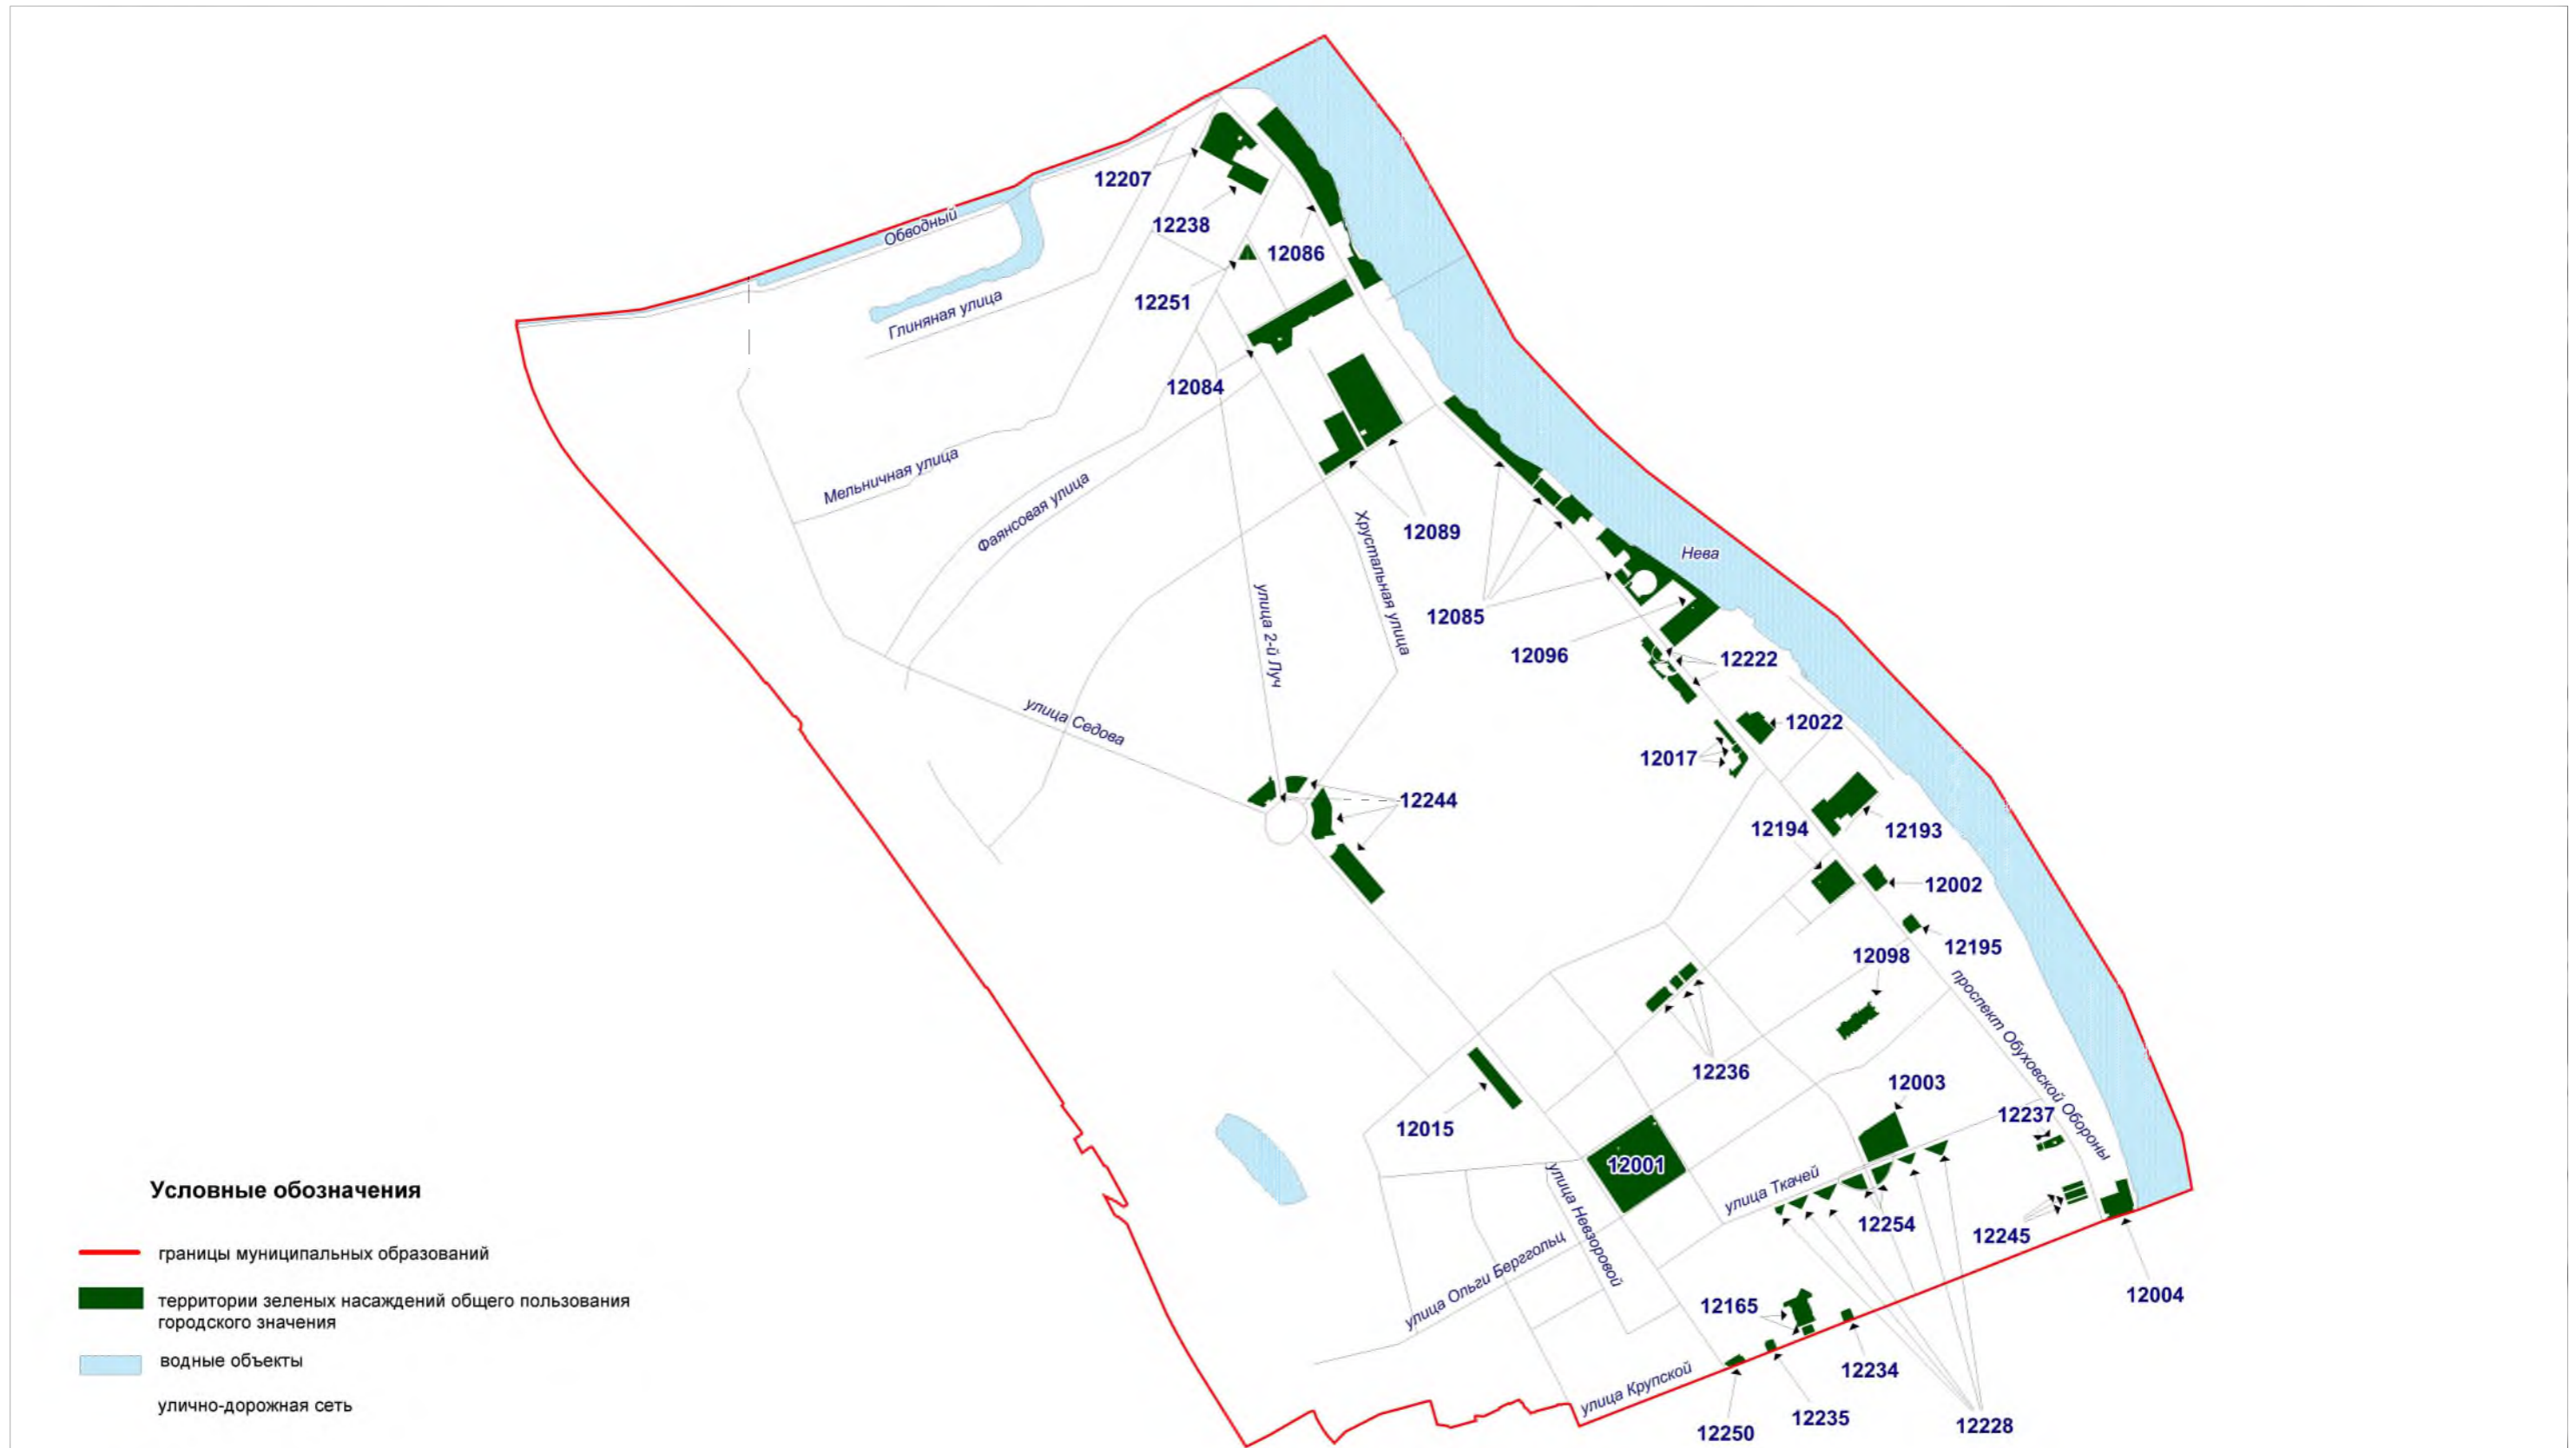 12207
Обводный
12238
12086
12251
Глиняная улица
12084
Мельничная улица
Фаянсовая улица
12089
Хрустальная улица
Нева
12085
улица 2-й Луч
12096
12222
улица Седова
12022
12017
12244
12194
12193
12002
12195
12098
проспект Обуховской Обороны
12236
12003
12237
12015
12001
улица Ткачей
улица Невзоровой
12254
12245
улица Ольги Берггольц
12004
12165
12234
улица Крупской
12235
12228
12250
Условные обозначения
границы муниципальных образований
территории зеленых насаждений общего пользования
городского значения
водные объекты
улично-дорожная сеть